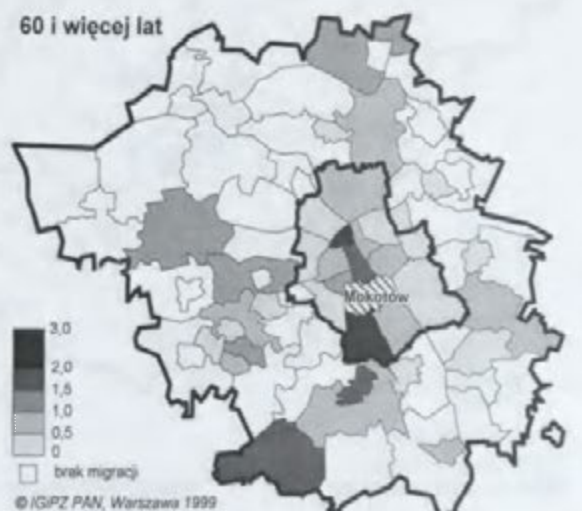 60 i więcej lat
Mokotów
3,0
2,0
1,5
1,0
0,5
0
brak migracji
© IGiPZ PAN, Warszawa 1999